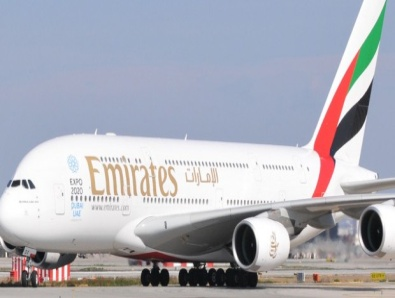 EXPO
2020
DUBAI
UAE
Emirates
الإمارات
www.emirates.com